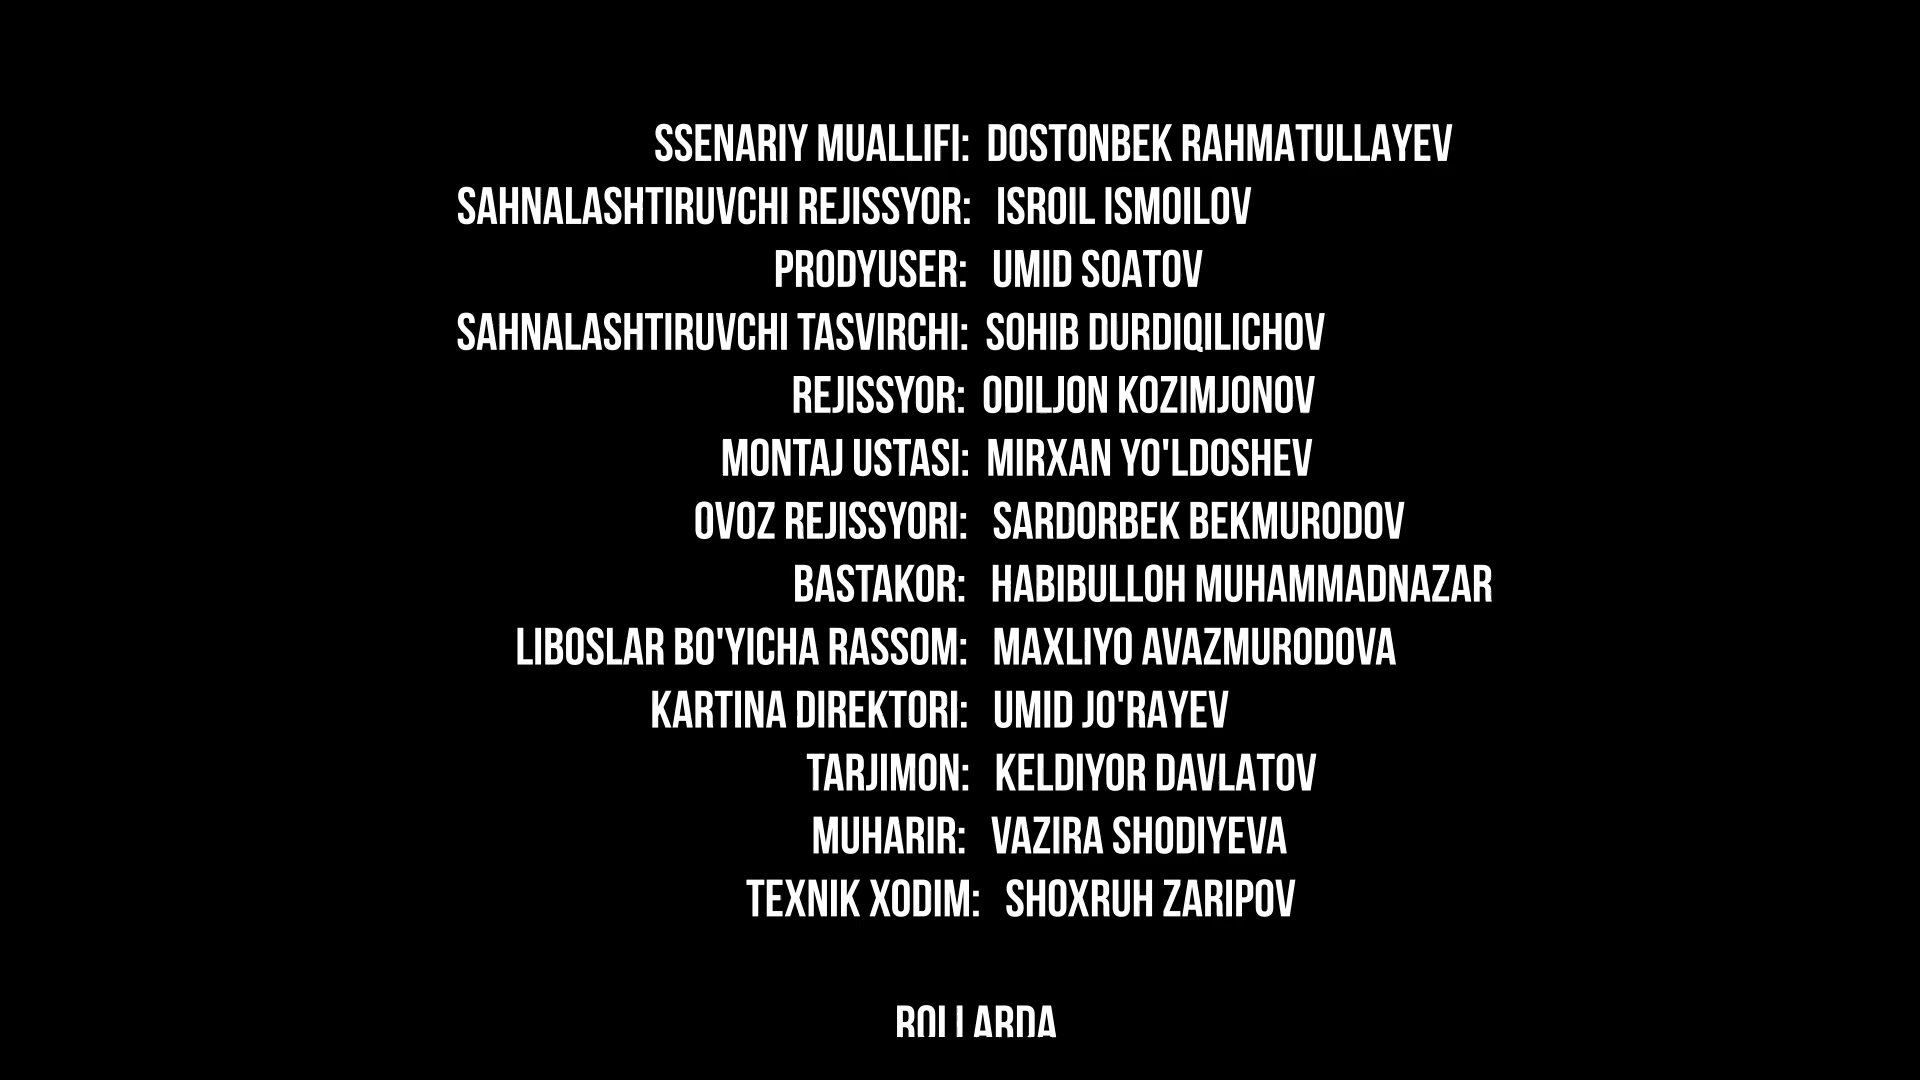 SSENARIY MUALLIFI: DOSTONBEK RAHMATULLAYEV
SAHNALASHTIRUVCHI REJISSYOR: ISROIL ISMOILOV
PRODYUSER: UMID SOATOV
SAHNALASHTIRUVCHI TASVIRCHI: SOHIB DURDIQILICHOV
REJISSYOR: ODILJON KOZIMJONOV
MONTAJ USTASI: MIRXAN YO'LDOSHEV
OVOZ REJISSYORI: SARDORBEK BEKMURODOV
BASTAKOR: HABIBULLOH MUHAMMADNAZAR
LIBOSLAR BO'YICHA RASSOM: MAXLIYO AVAZMURODOVA
KARTINA DIREKTORI: UMID JO'RAYEV
TARJIMON: KELDIYOR DAVLATOV
MUHARIR: VAZIRA SHODIYEVA
TEXNIK XODIM: SHOXRUH ZARIPOV
ROLLARDA